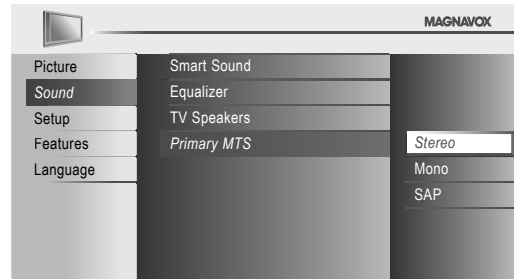 MAGNAVOX
Picture
Sound
Setup
Features
Language
Smart Sound
Equalizer
TV Speakers
Primary MTS
Stereo
Mono
SAP